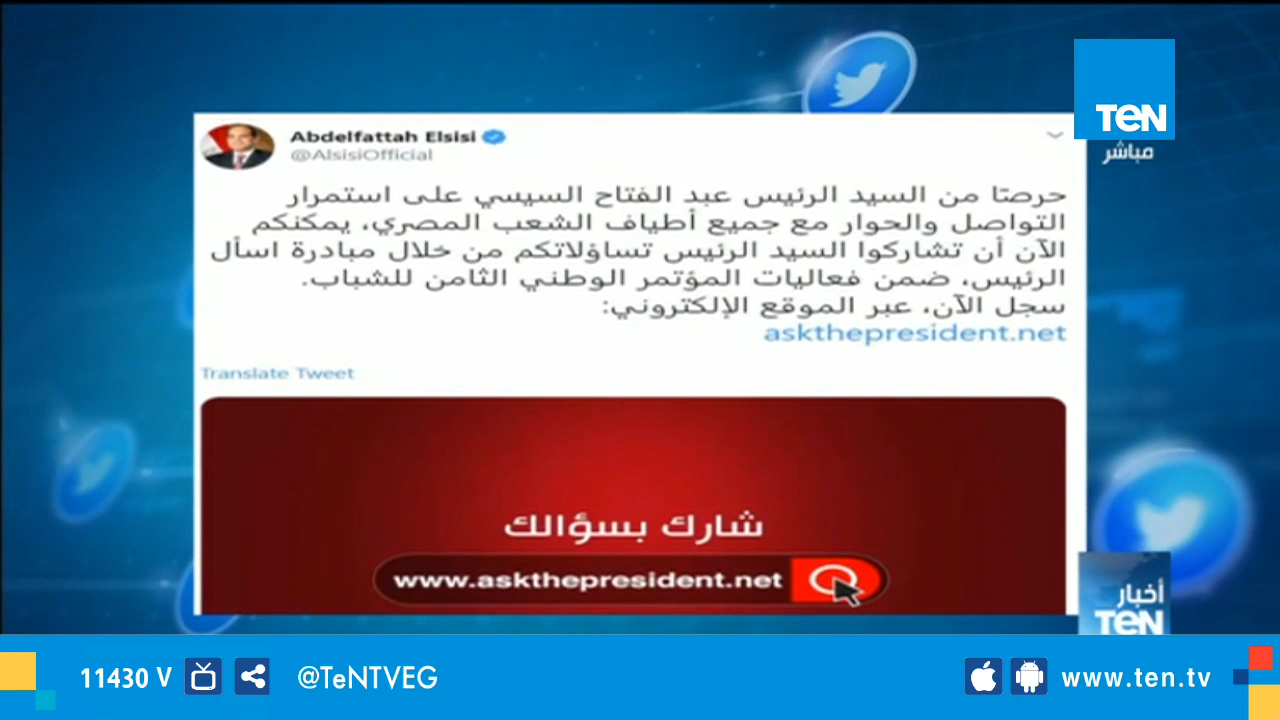 TEN
مباشر
Abdelfattah Elsisi
@AlsisiOfficial
حرصًا من السيد الرئيس عبد الفتاح السيسي على استمرار
التواصل والحوار مع جميع أطياف الشعب المصري، يمكنكم
الآن أن تشاركوا السيد الرئيس تساؤلاتكم من خلال مبادرة اسأل
الرئيس، ضمن فعاليات المؤتمر الوطني الثامن للشباب.
سجل الآن، عبر الموقع الإلكتروني:
askthepresident.net
Translate Tweet
شارك بسؤالك
www.askthepresident.net
أخبار
TEN
11430 V
@TeNTVEG
www.ten.tv